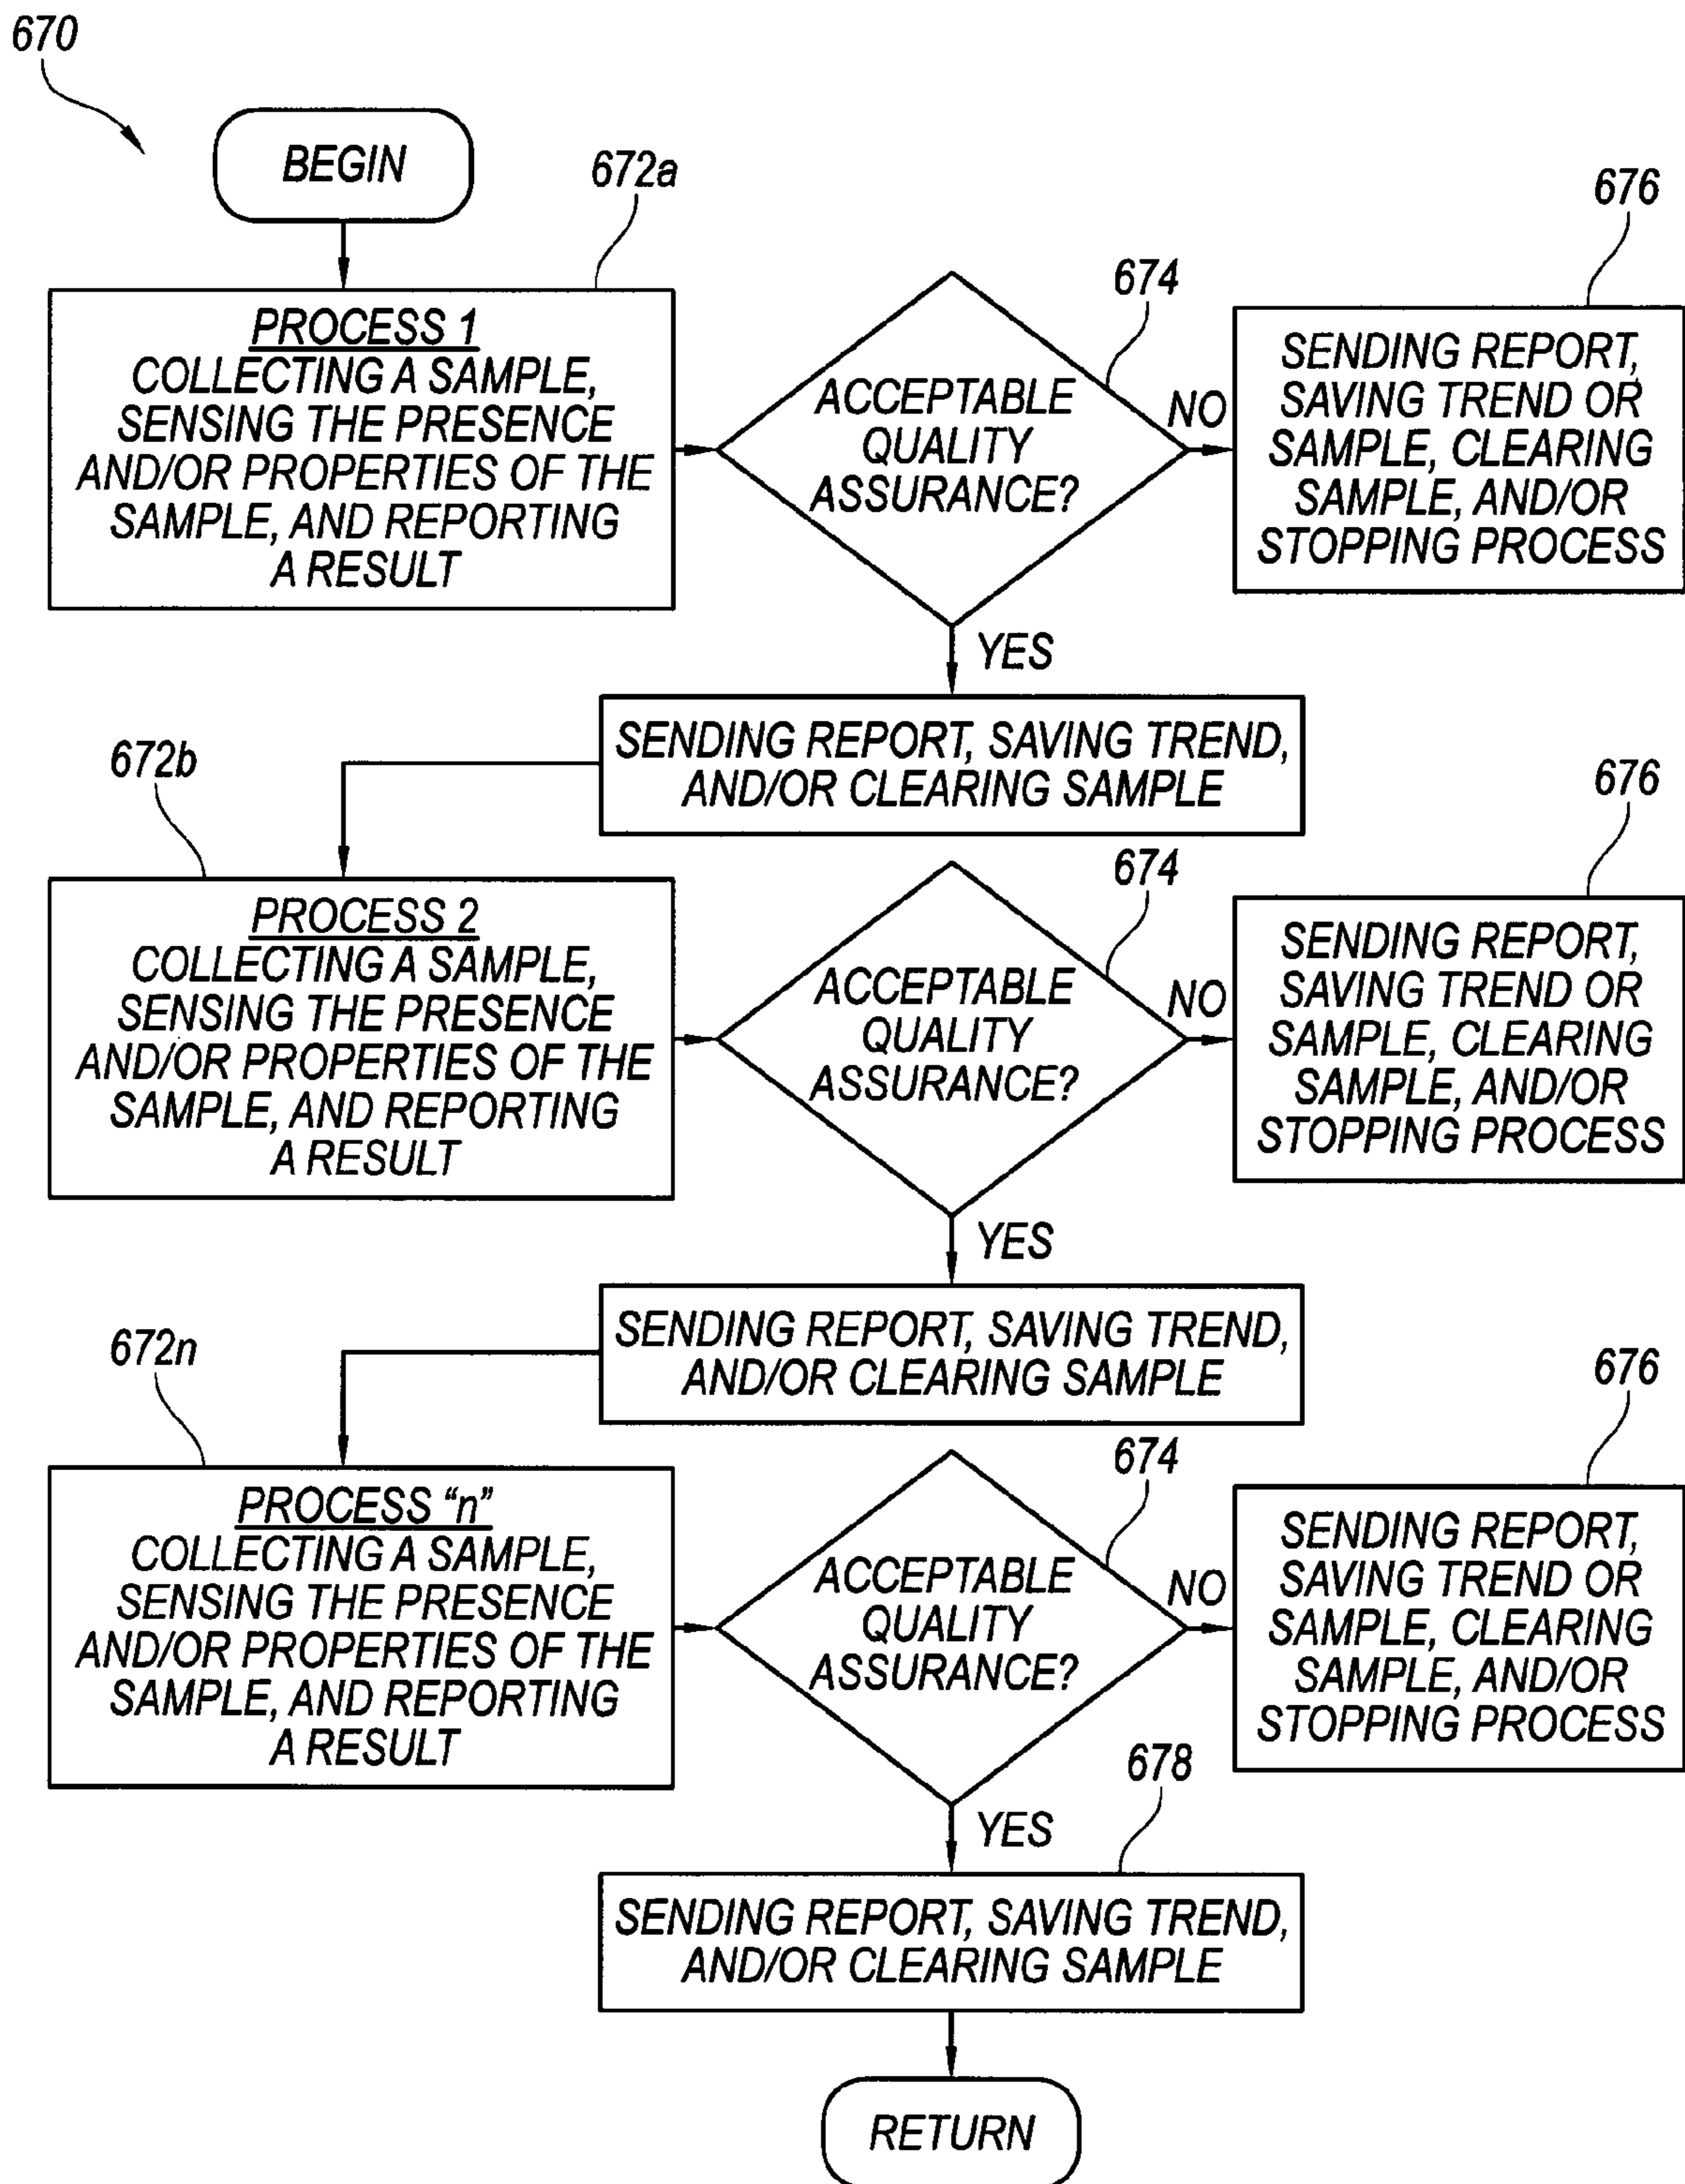 670
BEGIN
672a
PROCESS 1
COLLECTING A SAMPLE,
SENSING THE PRESENCE
AND/OR PROPERTIES OF THE
SAMPLE, AND REPORTING
A RESULT
674
ACCEPTABLE
QUALITY
ASSURANCE?
NO
676
SENDING REPORT,
SAVING TREND OR
SAMPLE, CLEARING
SAMPLE, AND/OR
STOPPING PROCESS
YES
SENDING REPORT, SAVING TREND,
AND/OR CLEARING SAMPLE
672b
PROCESS 2
COLLECTING A SAMPLE,
SENSING THE PRESENCE
AND/OR PROPERTIES OF THE
SAMPLE, AND REPORTING
A RESULT
674
ACCEPTABLE
QUALITY
ASSURANCE?
NO
676
SENDING REPORT,
SAVING TREND OR
SAMPLE, CLEARING
SAMPLE, AND/OR
STOPPING PROCESS
YES
SENDING REPORT, SAVING TREND,
AND/OR CLEARING SAMPLE
672n
PROCESS “n”
COLLECTING A SAMPLE,
SENSING THE PRESENCE
AND/OR PROPERTIES OF THE
SAMPLE, AND REPORTING
A RESULT
674
ACCEPTABLE
QUALITY
ASSURANCE?
NO
676
SENDING REPORT,
SAVING TREND OR
SAMPLE, CLEARING
SAMPLE, AND/OR
STOPPING PROCESS
YES
678
SENDING REPORT, SAVING TREND,
AND/OR CLEARING SAMPLE
RETURN